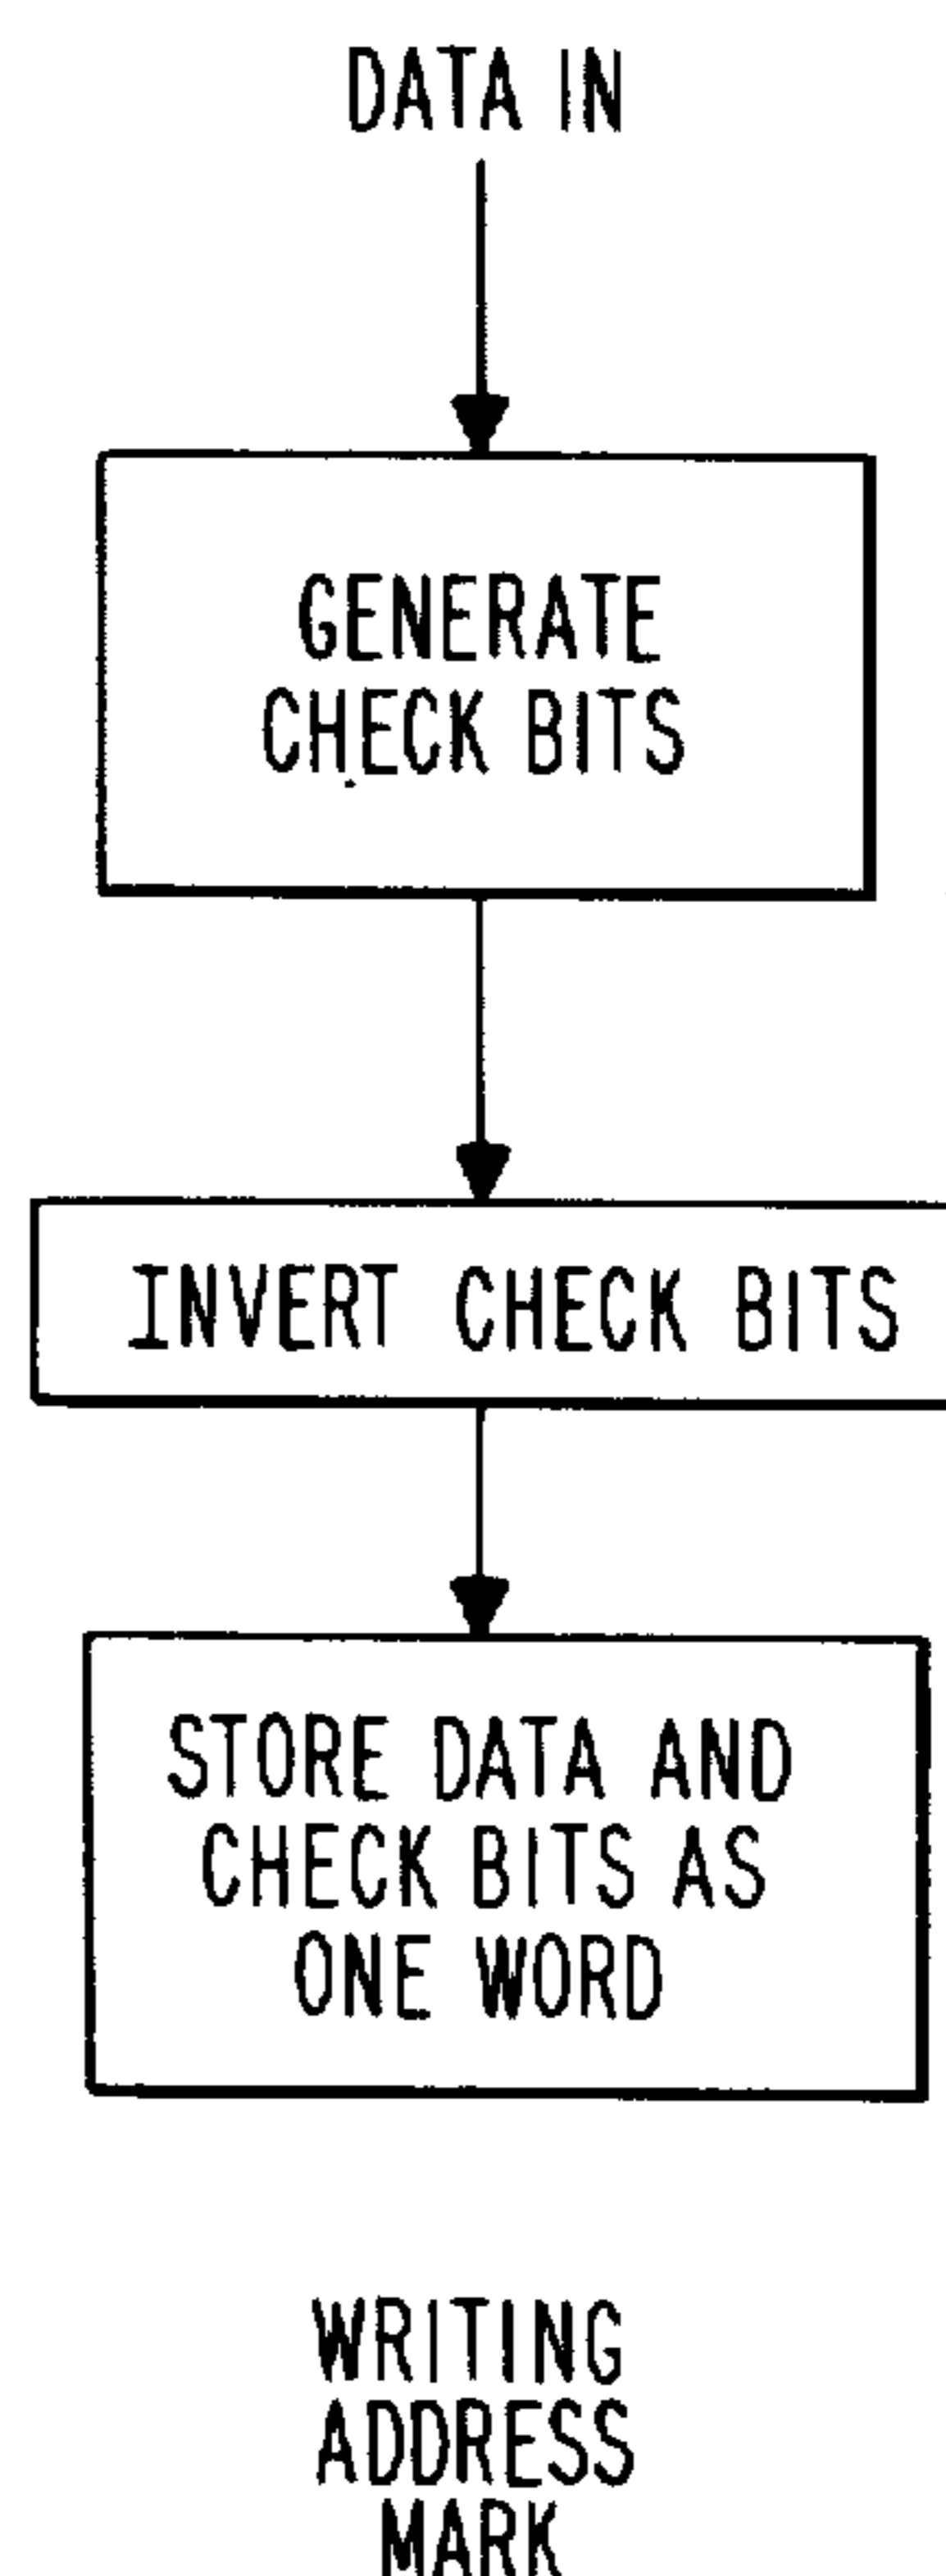 DATA IN
GENERATE
CHECK BITS
INVERT CHECK BITS
STORE DATA AND
CHECK BITS AS
ONE WORD
WRITING
ADDRESS
MARK